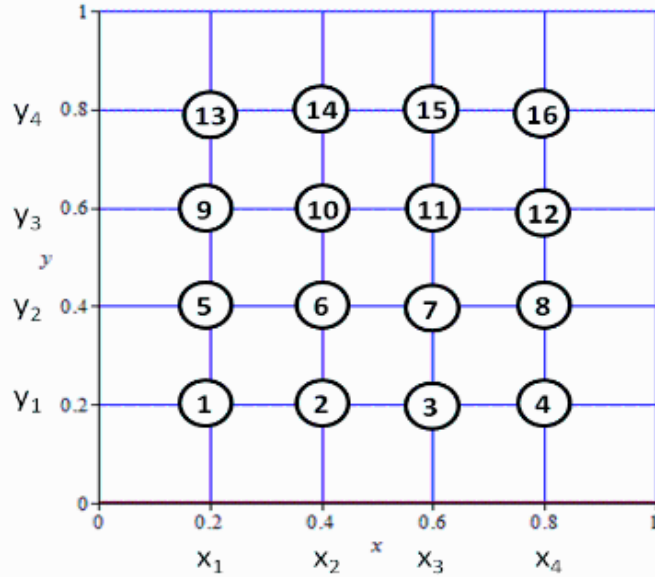 1
y₄ 0.8 13 14 15 16
y₃ 0.6 9 10 11 12
y
y₂ 0.4 5 6 7 8
y₁ 0.2 1 2 3 4
0
0 0.2 0.4 0.6 0.8 1
x₁ x₂ x x₃ x₄